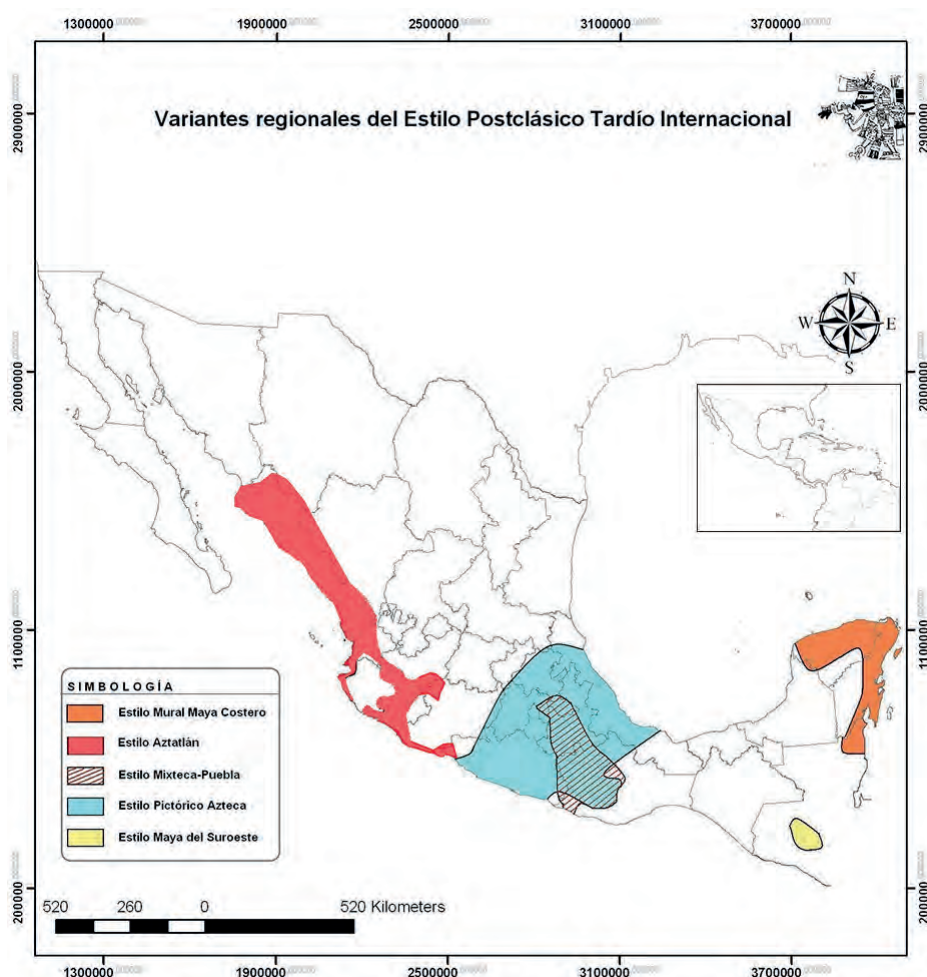 1300000 1900000 2500000 3100000 3700000
Variantes regionales del Estilo Postclásico Tardío Internacional
2900000 2900000
N
W E
S
2000000 2000000
1100000 1100000
SIMBOLOGÍA
Estilo Mural Maya Costero
Estilo Aztatlán
Estilo Mixteca-Puebla
Estilo Pictórico Azteca
Estilo Maya del Suroeste
200000 200000
520 260 0 520 Kilometers
1300000 1900000 2500000 3100000 3700000